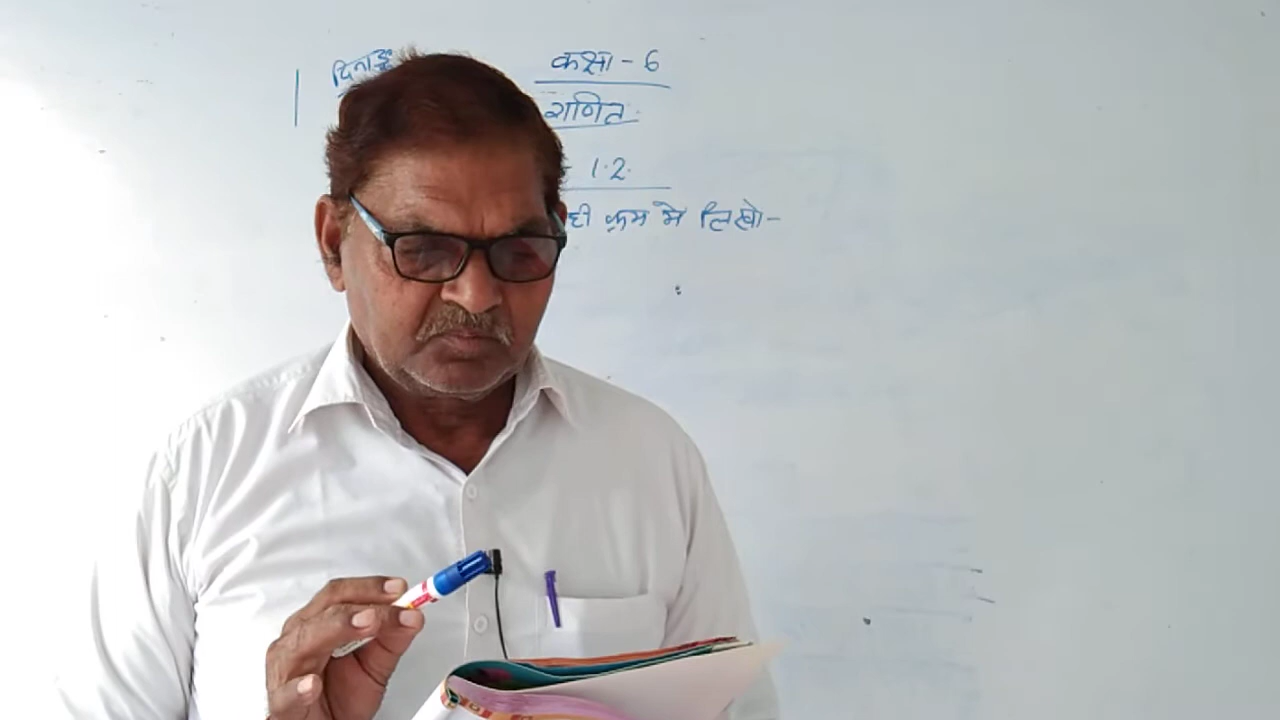 दिनाङ्क कक्षा - 6
गणित
1.2.
क्रम मे लिखो-